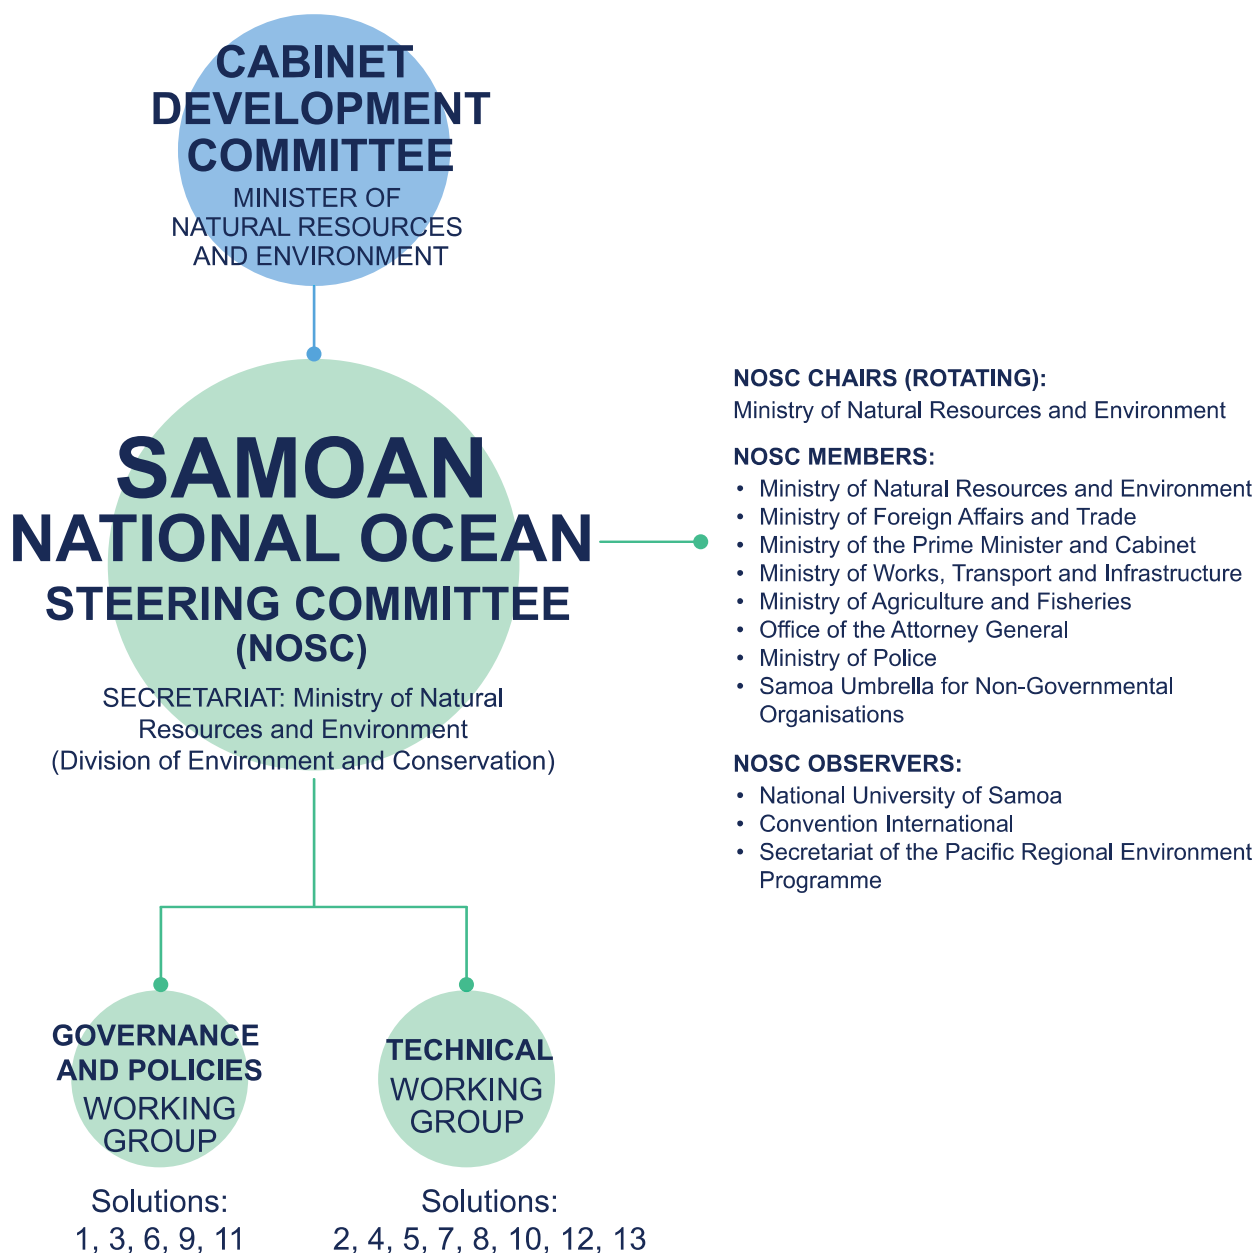 CABINET
DEVELOPMENT
COMMITTEE
MINISTER OF
NATURAL RESOURCES
AND ENVIRONMENT
SAMOAN
NATIONAL OCEAN
STEERING COMMITTEE
(NOSC)
SECRETARIAT: Ministry of Natural
Resources and Environment
(Division of Environment and Conservation)
NOSC CHAIRS (ROTATING):
Ministry of Natural Resources and Environment
NOSC MEMBERS:
• Ministry of Natural Resources and Environment
• Ministry of Foreign Affairs and Trade
• Ministry of the Prime Minister and Cabinet
• Ministry of Works, Transport and Infrastructure
• Ministry of Agriculture and Fisheries
• Office of the Attorney General
• Ministry of Police
• Samoa Umbrella for Non-Governmental
Organisations
NOSC OBSERVERS:
• National University of Samoa
• Convention International
• Secretariat of the Pacific Regional Environment
Programme
GOVERNANCE
AND POLICIES
WORKING
GROUP
Solutions:
1, 3, 6, 9, 11
TECHNICAL
WORKING
GROUP
Solutions:
2, 4, 5, 7, 8, 10, 12, 13